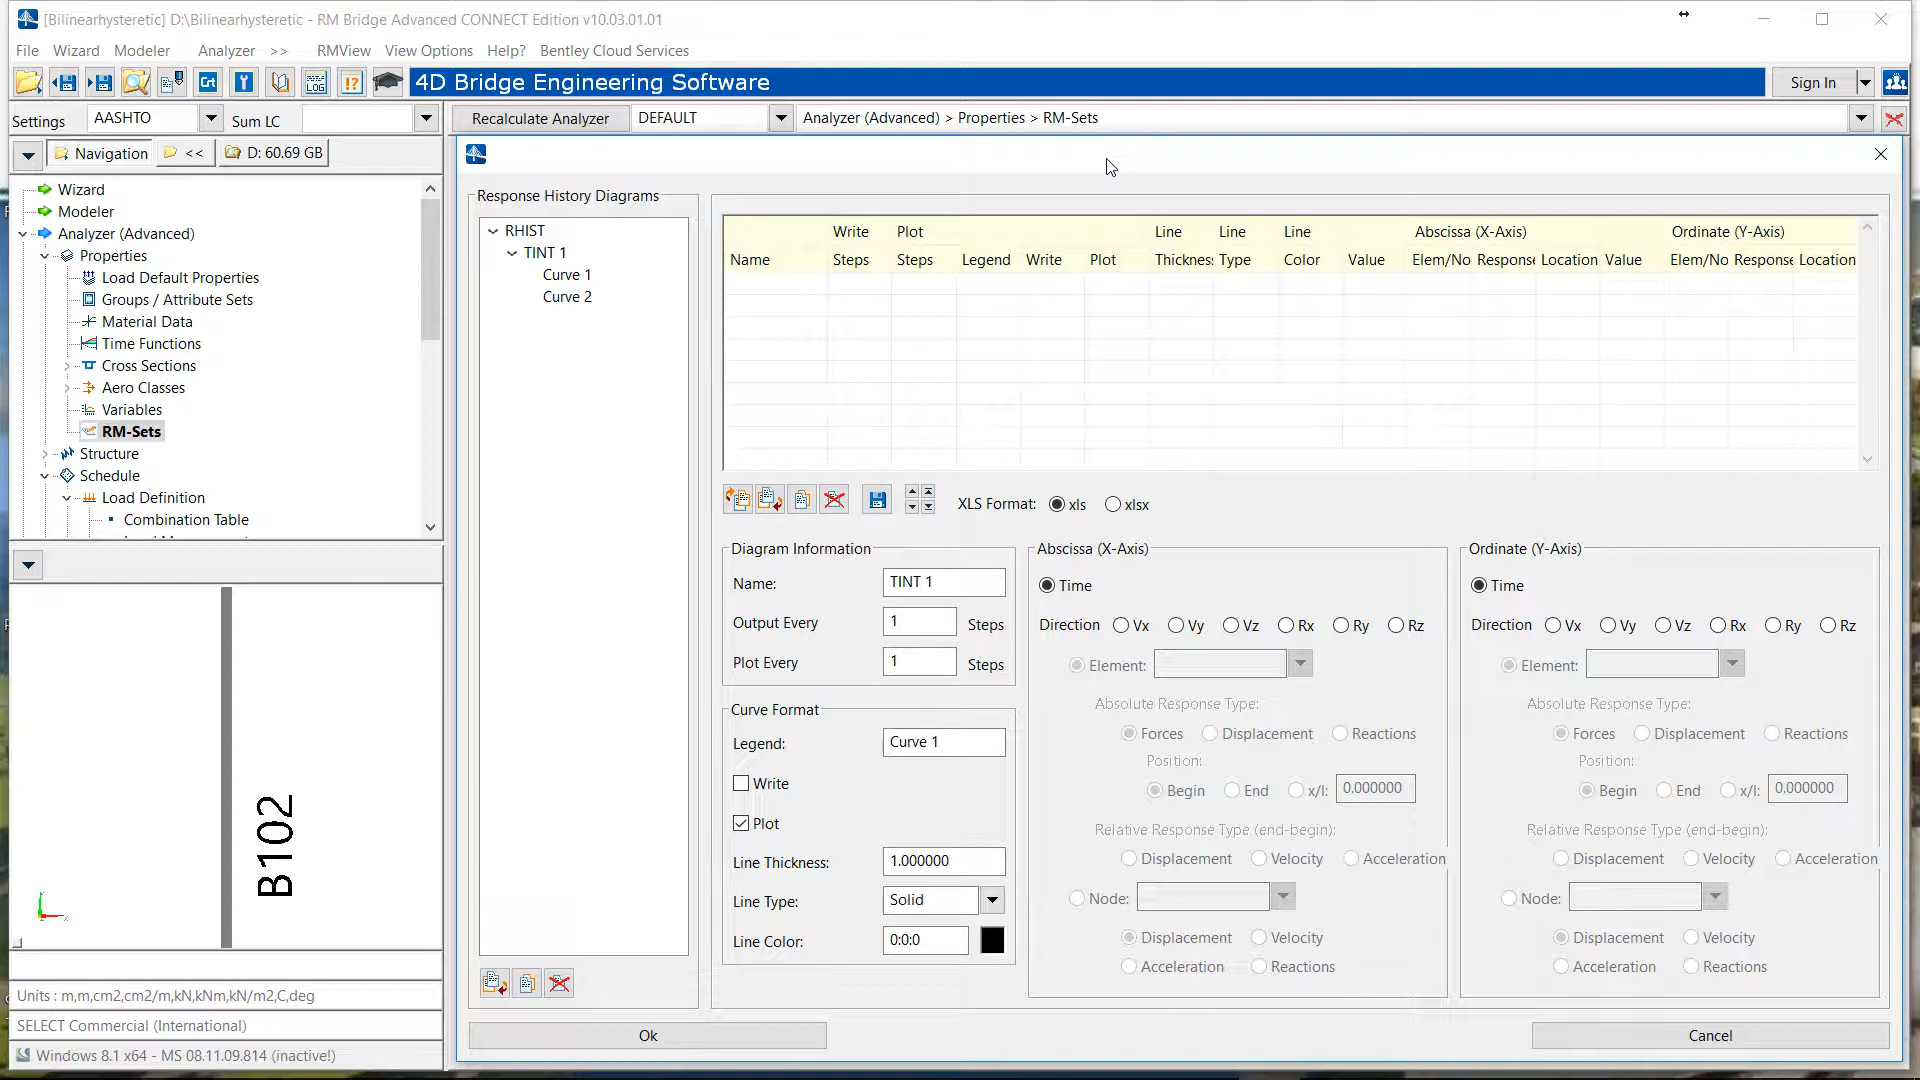 [Bilinearhysteretic] D:\Bilinearhysteretic - RM Bridge Advanced CONNECT Edition v10.03.01.01
File Wizard Modeler Analyzer >> RMView View Options Help? Bentley Cloud Services
Crt LOG !? 4D Bridge Engineering Software Sign In
Settings AASHTO Sum LC Recalculate Analyzer DEFAULT Analyzer (Advanced) > Properties > RM-Sets
Navigation << D: 60.69 GB
Wizard
Modeler
Analyzer (Advanced)
Properties
Load Default Properties
Groups / Attribute Sets
Material Data
Time Functions
Cross Sections
Aero Classes
Variables
RM-Sets
Structure
Schedule
Load Definition
Combination Table
B102
Units : m,m,cm2,cm2/m,kN,kNm,kN/m2,C,deg
SELECT Commercial (International)
Windows 8.1 x64 - MS 08.11.09.814 (inactive!)
Response History Diagrams
RHIST
TINT 1
Curve 1
Curve 2
Write Plot Line Line Line Abscissa (X-Axis) Ordinate (Y-Axis)
Name Steps Steps Legend Write Plot Thicknes: Type Color Value Elem/No Response Location Value Elem/No Response Location
XLS Format: xls xlsx
Diagram Information
Name: TINT 1
Output Every 1 Steps
Plot Every 1 Steps
Curve Format
Legend: Curve 1
Write
Plot
Line Thickness: 1.000000
Line Type: Solid
Line Color: 0:0:0
Abscissa (X-Axis)
Time
Direction Vx Vy Vz Rx Ry Rz
Element:
Absolute Response Type:
Forces Displacement Reactions
Position:
Begin End x/l: 0.000000
Relative Response Type (end-begin):
Displacement Velocity Acceleration
Node:
Displacement Velocity
Acceleration Reactions
Ordinate (Y-Axis)
Time
Direction Vx Vy Vz Rx Ry Rz
Element:
Absolute Response Type:
Forces Displacement Reactions
Position:
Begin End x/l: 0.000000
Relative Response Type (end-begin):
Displacement Velocity Acceleration
Node:
Displacement Velocity
Acceleration Reactions
Ok Cancel